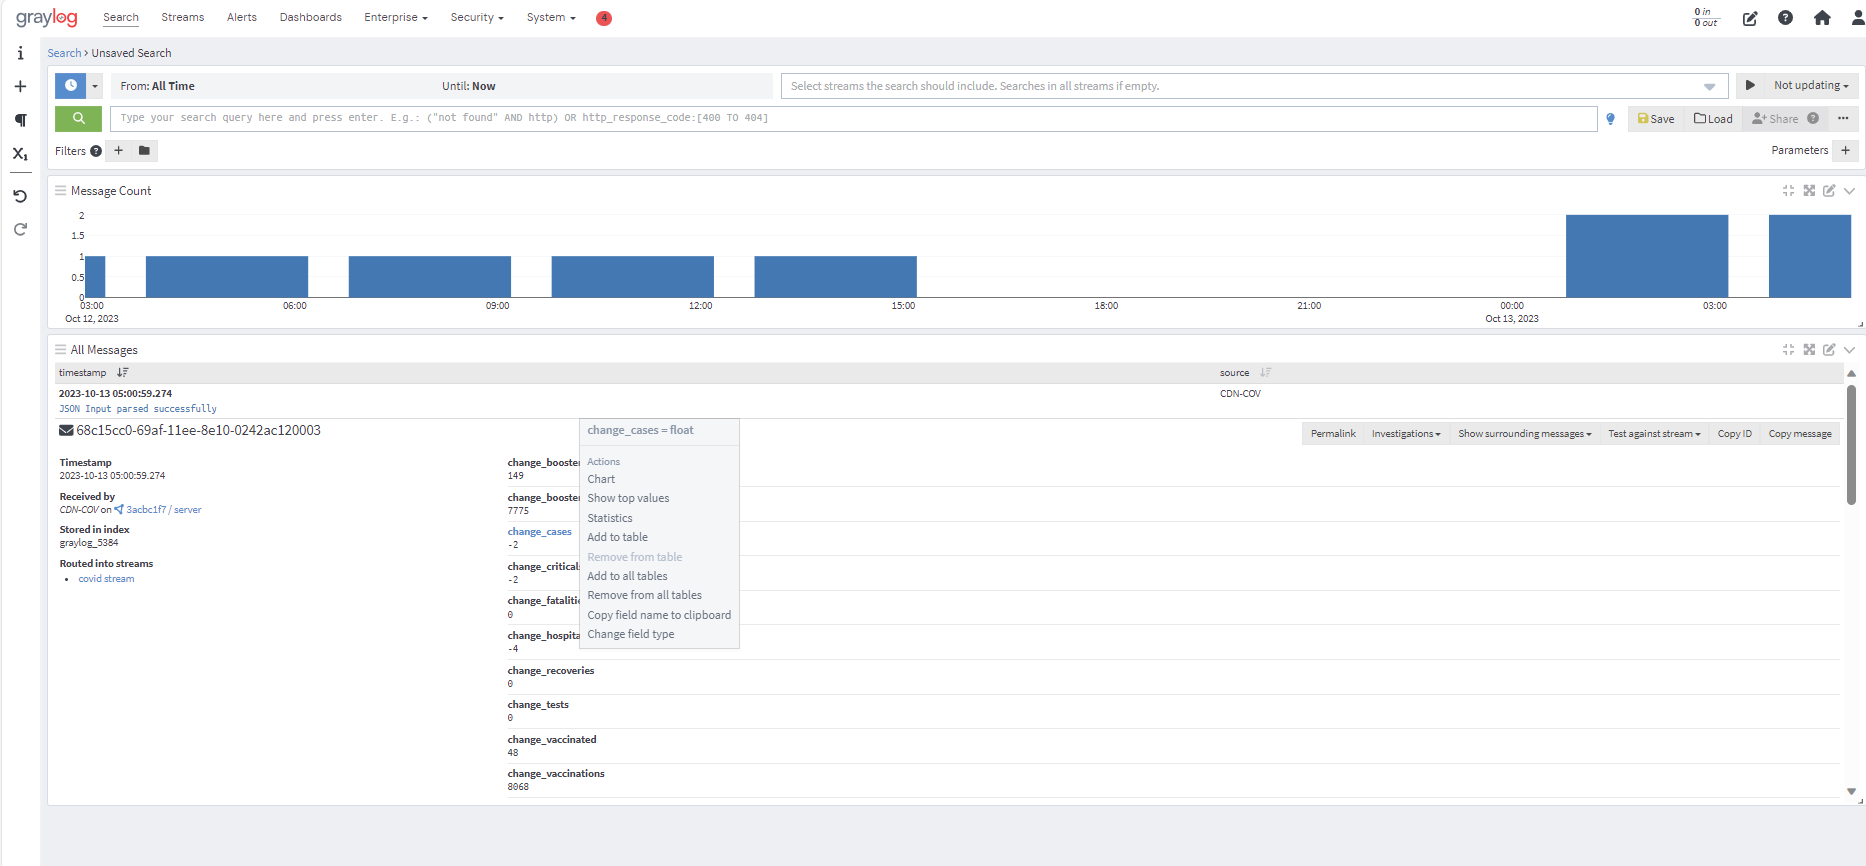 graylog Search Streams Alerts Dashboards Enterprise Security System 4 0 in 0 out
Search > Unsaved Search
From: All Time Until: Now Select streams the search should include. Searches in all streams if empty. Not updating
Type your search query here and press enter. E.g.: ("not found" AND http) OR http_response_code:[400 TO 404] Save Load Share
Filters Parameters
Message Count
2
1.5
1
0.5
0
03:00 06:00 09:00 12:00 15:00 18:00 21:00 00:00 03:00
Oct 12, 2023 Oct 13, 2023
All Messages
timestamp source
2023-10-13 05:00:59.274 CDN-COV
JSON Input parsed successfully
68c15cc0-69af-11ee-8e10-0242ac120003
Permalink Investigations Show surrounding messages Test against stream Copy ID Copy message
Timestamp
2023-10-13 05:00:59.274
Received by
CDN-COV on 3acbc1f7 / server
Stored in index
graylog_5384
Routed into streams
• covid stream
change_booster
149
change_booster
7775
change_cases
-2
change_critical
-2
change_fataliti
0
change_hospita
-4
change_recoveries
0
change_tests
0
change_vaccinated
48
change_vaccinations
8068
change_cases = float
Actions
Chart
Show top values
Statistics
Add to table
Remove from table
Add to all tables
Remove from all tables
Copy field name to clipboard
Change field type